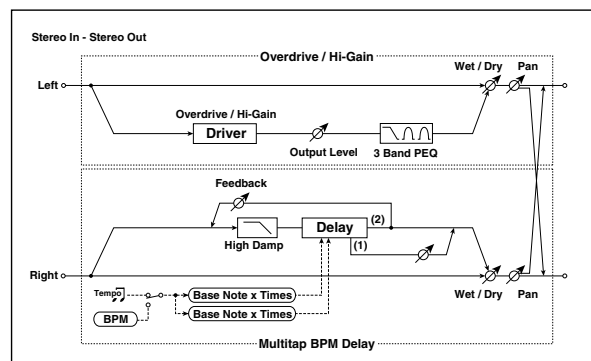 Stereo In - Stereo Out
Overdrive / Hi-Gain
Wet / Dry
Pan
Left
Overdrive / Hi-Gain
Driver
Output Level
3 Band PEQ
Feedback
High Damp
Delay
(2)
(1)
Right
Tempo
BPM
Base Note x Times
Base Note x Times
Wet / Dry
Pan
Multitap BPM Delay